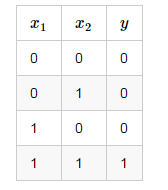 x₁ x₂ y
0 0 0
0 1 0
1 0 0
1 1 1